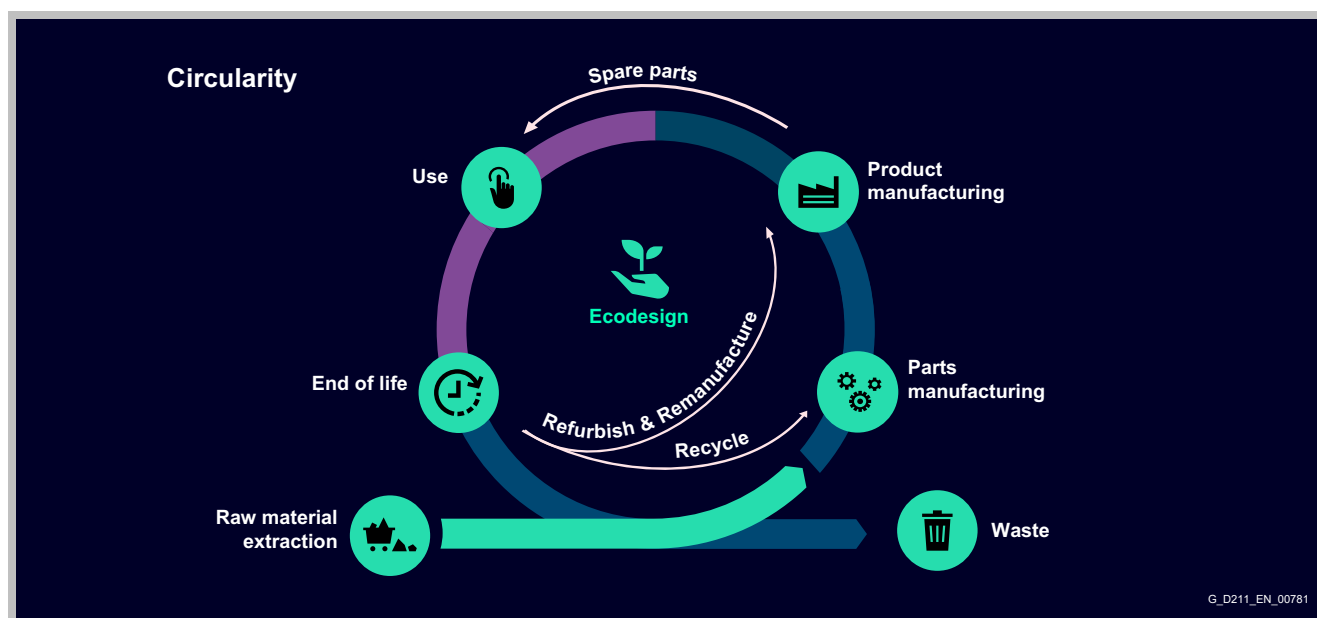 Circularity
Spare parts
Use
Product
manufacturing
Ecodesign
End of life
Parts
manufacturing
Refurbish & Remanufacture
Recycle
Raw material
extraction
Waste
G_D211_EN_00781